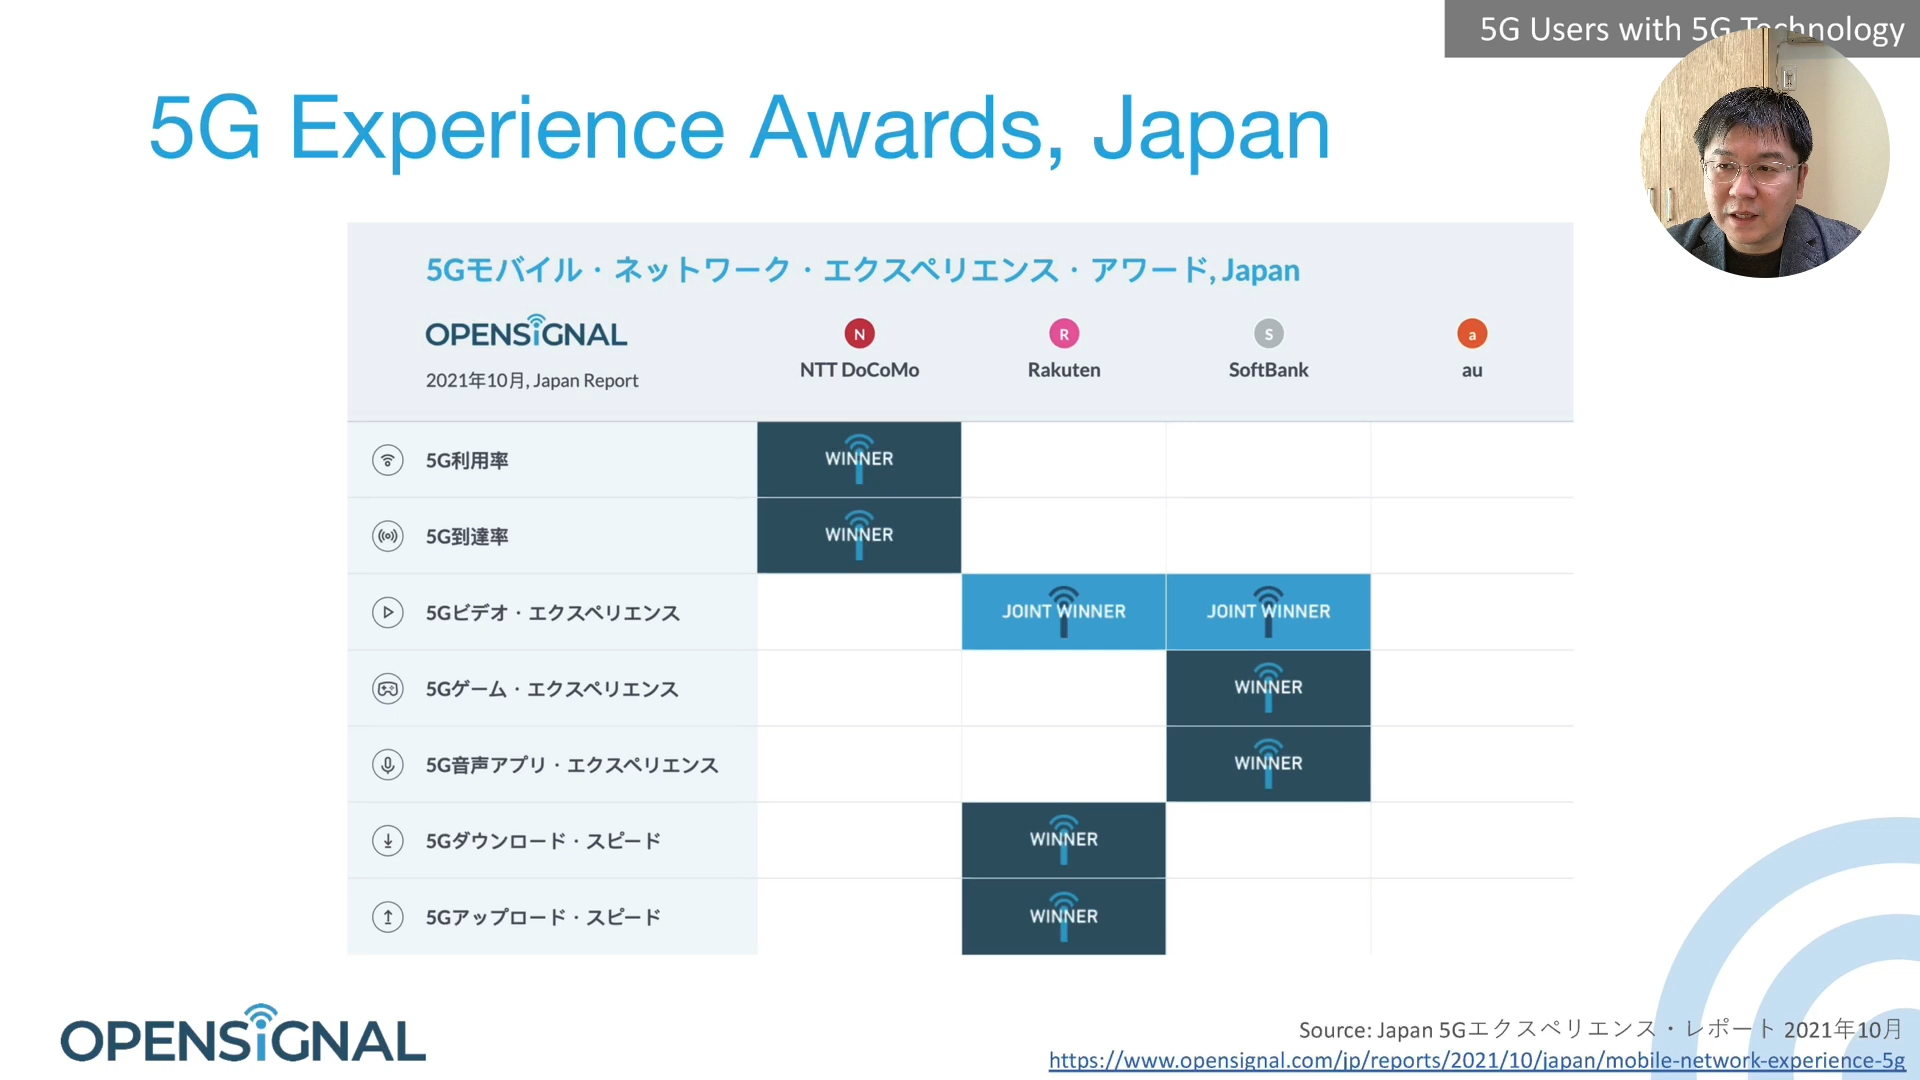 5G Users with 5G Technology
5G Experience Awards, Japan
5Gモバイル・ネットワーク・エクスペリエンス・アワード, Japan
OPENSIGNAL
2021年10月, Japan Report
N
NTT DoCoMo
R
Rakuten
S
SoftBank
a
au
5G利用率
WINNER
5G到達率
WINNER
5Gビデオ・エクスペリエンス
JOINT WINNER
JOINT WINNER
5Gゲーム・エクスペリエンス
WINNER
5G音声アプリ・エクスペリエンス
WINNER
5Gダウンロード・スピード
WINNER
5Gアップロード・スピード
WINNER
OPENSIGNAL
Source: Japan 5Gエクスペリエンス・レポート 2021年10月
https://www.opensignal.com/jp/reports/2021/10/japan/mobile-network-experience-5g